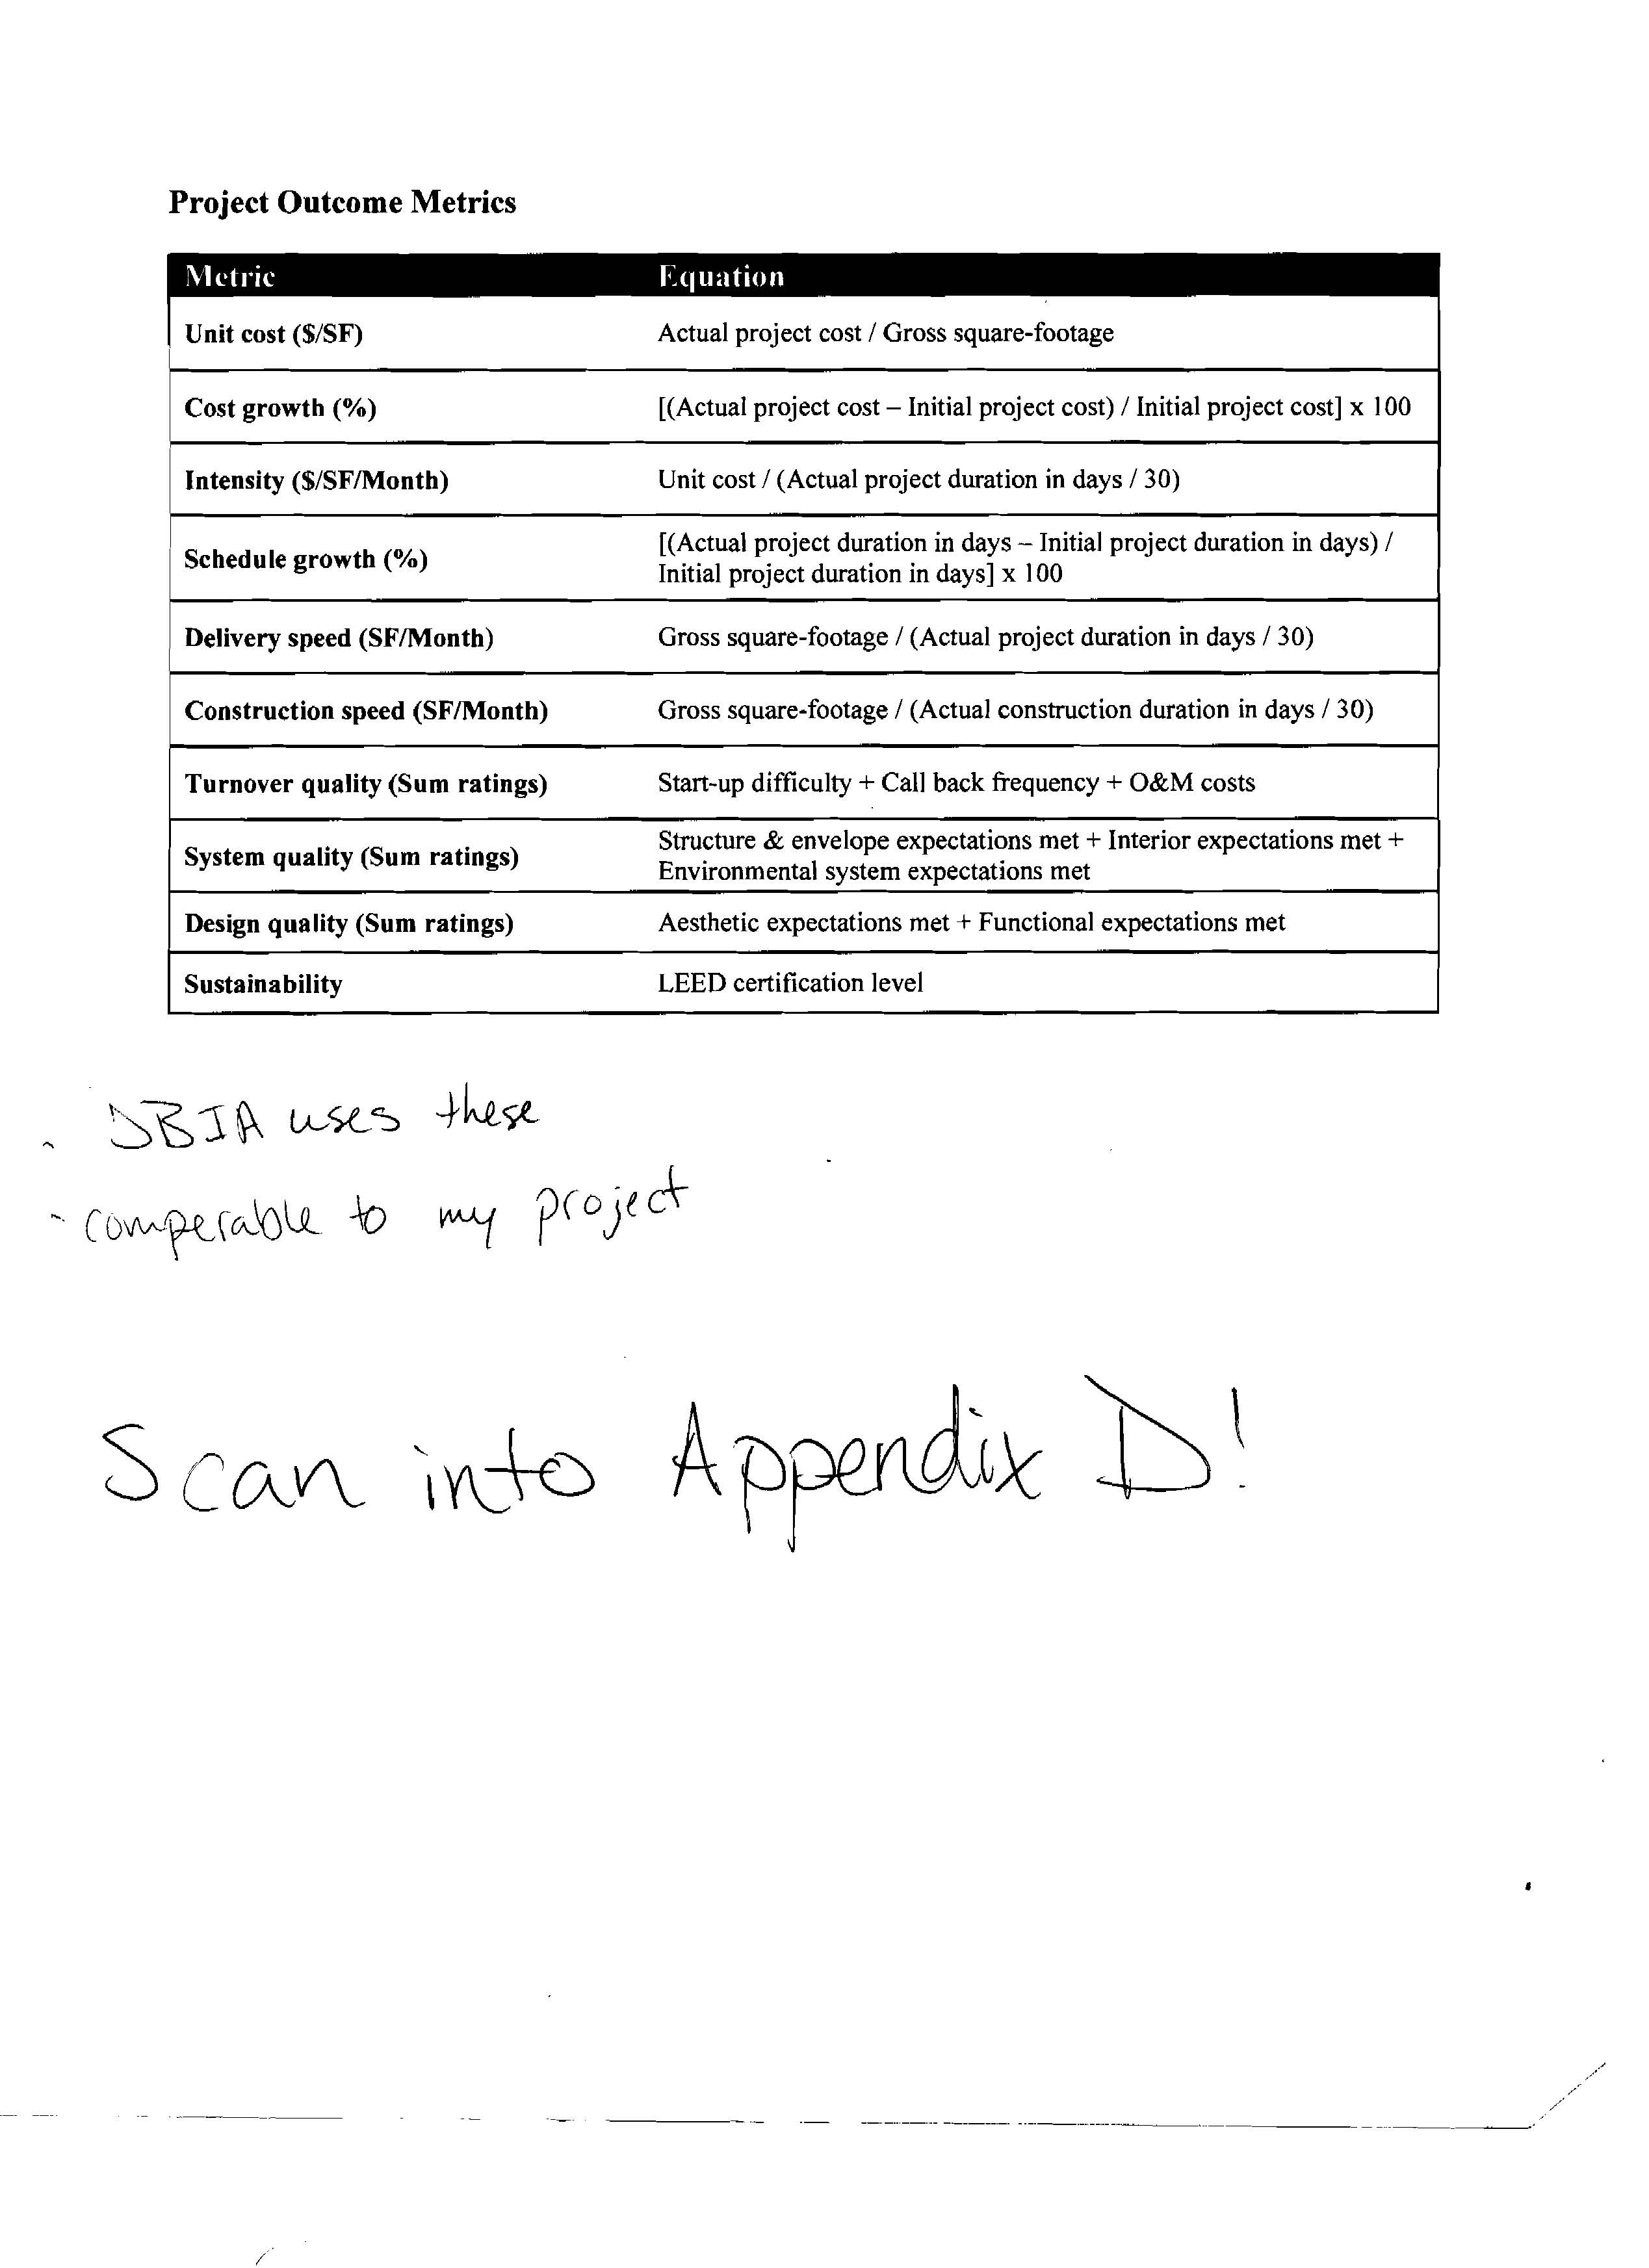 Project Outcome Metrics
Metric Equation
Unit cost ($/SF) Actual project cost / Gross square-footage
Cost growth (%) [(Actual project cost – Initial project cost) / Initial project cost] x 100
Intensity ($/SF/Month) Unit cost / (Actual project duration in days / 30)
Schedule growth (%) [(Actual project duration in days – Initial project duration in days) /
Initial project duration in days] x 100
Delivery speed (SF/Month) Gross square-footage / (Actual project duration in days / 30)
Construction speed (SF/Month) Gross square-footage / (Actual construction duration in days / 30)
Turnover quality (Sum ratings) Start-up difficulty + Call back frequency + O&M costs
System quality (Sum ratings) Structure & envelope expectations met + Interior expectations met +
Environmental system expectations met
Design quality (Sum ratings) Aesthetic expectations met + Functional expectations met
Sustainability LEED certification level
- DBIA uses these
- comperable to my project
Scan into Appendix D!